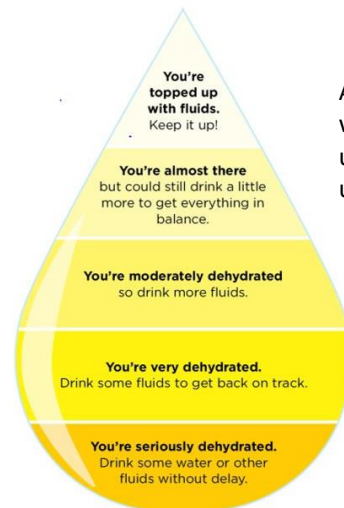 You're
topped up
with fluids.
Keep it up!
You're almost there
but could still drink a little
more to get everything in
balance.
You're moderately dehydrated
so drink more fluids.
You're very dehydrated.
Drink some fluids to get back on track.
You're seriously dehydrated.
Drink some water or other
fluids without delay.